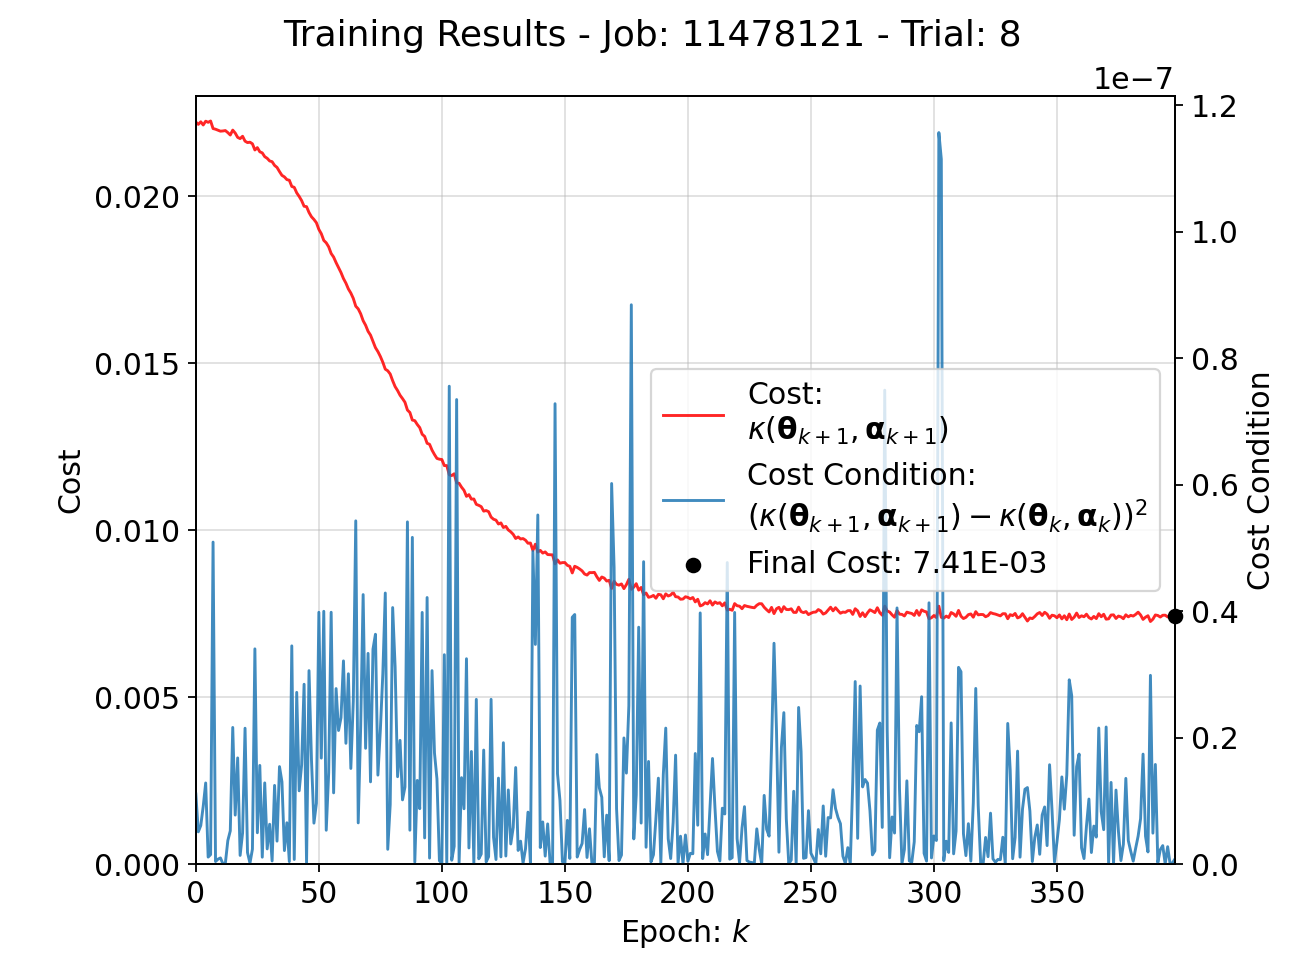 Training Results - Job: 11478121 - Trial: 8
1e−7
Cost
0.020
0.015
0.010
0.005
0.000
1.2
1.0
0.8
0.6
0.4
0.2
0.0
Cost Condition
Cost:
κ(θ_{k+1}, α_{k+1})
Cost Condition:
(κ(θ_{k+1}, α_{k+1}) − κ(θ_k, α_k))²
Final Cost: 7.41E-03
0 50 100 150 200 250 300 350
Epoch: k